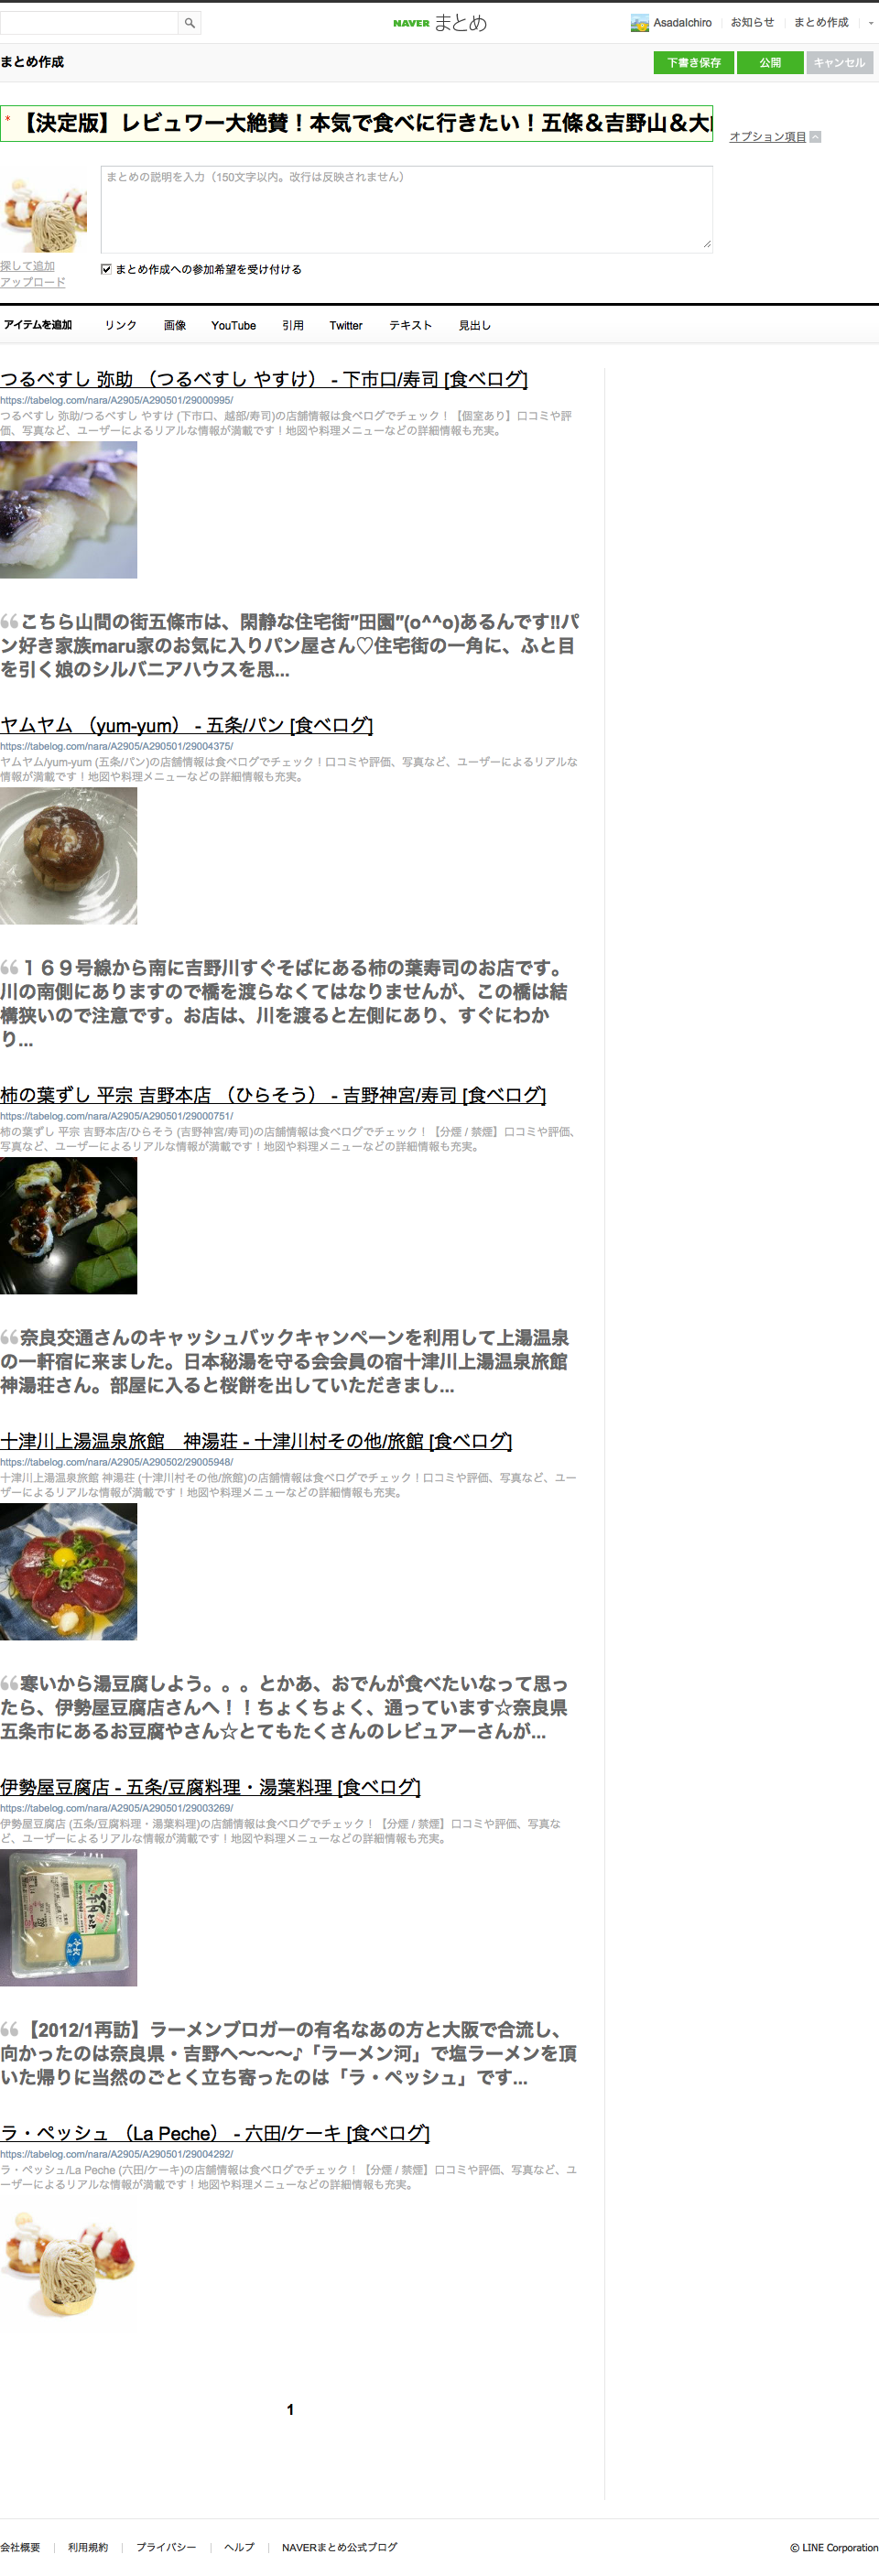 NAVER まとめ
AsadaIchiro
お知らせ
まとめ作成
まとめ作成
下書き保存
公開
キャンセル
* 【決定版】レビュワー大絶賛！本気で食べに行きたい！五條＆吉野山＆大
オプション項目
まとめの説明を入力（150文字以内。改行は反映されません）
探して追加
アップロード
まとめ作成への参加希望を受け付ける
アイテムを追加 リンク 画像 YouTube 引用 Twitter テキスト 見出し
つるべすし 弥助 （つるべすし やすけ） - 下市口/寿司 [食べログ]
https://tabelog.com/nara/A2905/A290501/29000995/
つるべすし 弥助/つるべすし やすけ (下市口、越部/寿司)の店舗情報は食べログでチェック！【個室あり】口コミや評
価、写真など、ユーザーによるリアルな情報が満載です！地図や料理メニューなどの詳細情報も充実。
“こちら山間の街五條市は、閑静な住宅街”田園”(o^^o)あるんです!!パ
ン好き家族maru家のお気に入りパン屋さん♡住宅街の一角に、ふと目
を引く娘のシルバニアハウスを思...
ヤムヤム （yum-yum） - 五条/パン [食べログ]
https://tabelog.com/nara/A2905/A290501/29004375/
ヤムヤム/yum-yum (五条/パン)の店舗情報は食べログでチェック！口コミや評価、写真など、ユーザーによるリアルな
情報が満載です！地図や料理メニューなどの詳細情報も充実。
“１６９号線から南に吉野川すぐそばにある柿の葉寿司のお店です。
川の南側にありますので橋を渡らなくてはなりませんが、この橋は結
構狭いので注意です。お店は、川を渡ると左側にあり、すぐにわか
り...
柿の葉ずし 平宗 吉野本店 （ひらそう） - 吉野神宮/寿司 [食べログ]
https://tabelog.com/nara/A2905/A290501/29000751/
柿の葉ずし 平宗 吉野本店/ひらそう (吉野神宮/寿司)の店舗情報は食べログでチェック！【分煙 / 禁煙】口コミや評価、
写真など、ユーザーによるリアルな情報が満載です！地図や料理メニューなどの詳細情報も充実。
“奈良交通さんのキャッシュバックキャンペーンを利用して上湯温泉
の一軒宿に来ました。日本秘湯を守る会会員の宿十津川上湯温泉旅館
神湯荘さん。部屋に入ると桜餅を出していただきまし...
十津川上湯温泉旅館　神湯荘 - 十津川村その他/旅館 [食べログ]
https://tabelog.com/nara/A2905/A290502/29005948/
十津川上湯温泉旅館 神湯荘 (十津川村その他/旅館)の店舗情報は食べログでチェック！口コミや評価、写真など、ユー
ザーによるリアルな情報が満載です！地図や料理メニューなどの詳細情報も充実。
“寒いから湯豆腐しよう。。。とかあ、おでんが食べたいなって思っ
たら、伊勢屋豆腐店さんへ！！ちょくちょく、通っています☆奈良県
五条市にあるお豆腐やさん☆とてもたくさんのレビュアーさんが...
伊勢屋豆腐店 - 五条/豆腐料理・湯葉料理 [食べログ]
https://tabelog.com/nara/A2905/A290501/29003269/
伊勢屋豆腐店 (五条/豆腐料理・湯葉料理)の店舗情報は食べログでチェック！【分煙 / 禁煙】口コミや評価、写真な
ど、ユーザーによるリアルな情報が満載です！地図や料理メニューなどの詳細情報も充実。
“【2012/1再訪】ラーメンブロガーの有名なあの方と大阪で合流し、
向かったのは奈良県・吉野へ〜〜〜♪「ラーメン河」で塩ラーメンを頂
いた帰りに当然のごとく立ち寄ったのは「ラ・ペッシュ」です...
ラ・ペッシュ （La Peche） - 六田/ケーキ [食べログ]
https://tabelog.com/nara/A2905/A290501/29004292/
ラ・ペッシュ/La Peche (六田/ケーキ)の店舗情報は食べログでチェック！【分煙 / 禁煙】口コミや評価、写真など、ユ
ーザーによるリアルな情報が満載です！地図や料理メニューなどの詳細情報も充実。
1
会社概要 利用規約 プライバシー ヘルプ NAVERまとめ公式ブログ
© LINE Corporation